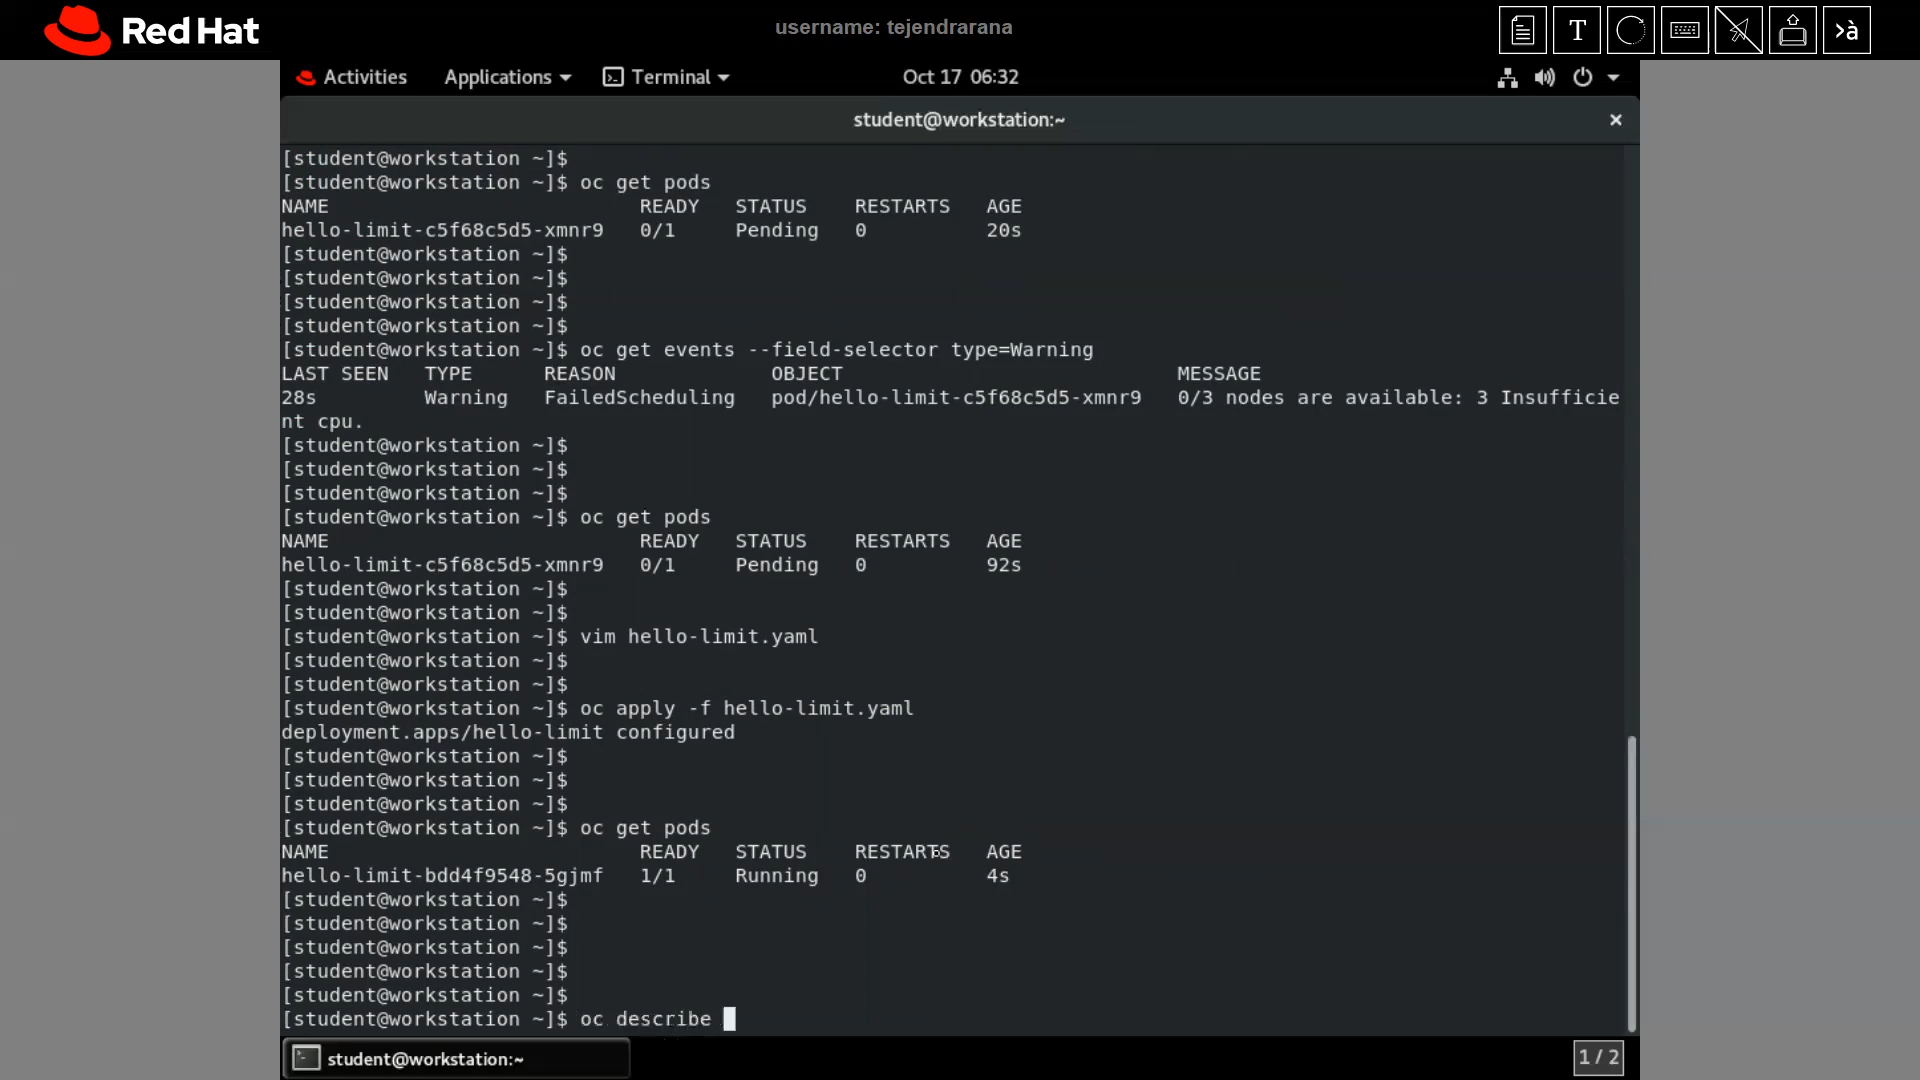 Red Hat
username: tejendrarana
T
>à
Activities Applications Terminal Oct 17 06:32
student@workstation:~ ×
[student@workstation ~]$
[student@workstation ~]$ oc get pods
NAME READY STATUS RESTARTS AGE
hello-limit-c5f68c5d5-xmnr9 0/1 Pending 0 20s
[student@workstation ~]$
[student@workstation ~]$
[student@workstation ~]$
[student@workstation ~]$
[student@workstation ~]$ oc get events --field-selector type=Warning
LAST SEEN TYPE REASON OBJECT MESSAGE
28s Warning FailedScheduling pod/hello-limit-c5f68c5d5-xmnr9 0/3 nodes are available: 3 Insufficie
nt cpu.
[student@workstation ~]$
[student@workstation ~]$
[student@workstation ~]$
[student@workstation ~]$ oc get pods
NAME READY STATUS RESTARTS AGE
hello-limit-c5f68c5d5-xmnr9 0/1 Pending 0 92s
[student@workstation ~]$
[student@workstation ~]$
[student@workstation ~]$ vim hello-limit.yaml
[student@workstation ~]$
[student@workstation ~]$
[student@workstation ~]$ oc apply -f hello-limit.yaml
deployment.apps/hello-limit configured
[student@workstation ~]$
[student@workstation ~]$
[student@workstation ~]$
[student@workstation ~]$ oc get pods
NAME READY STATUS RESTARTS AGE
hello-limit-bdd4f9548-5gjmf 1/1 Running 0 4s
[student@workstation ~]$
[student@workstation ~]$
[student@workstation ~]$
[student@workstation ~]$
[student@workstation ~]$
[student@workstation ~]$ oc describe
student@workstation:~ 1 / 2